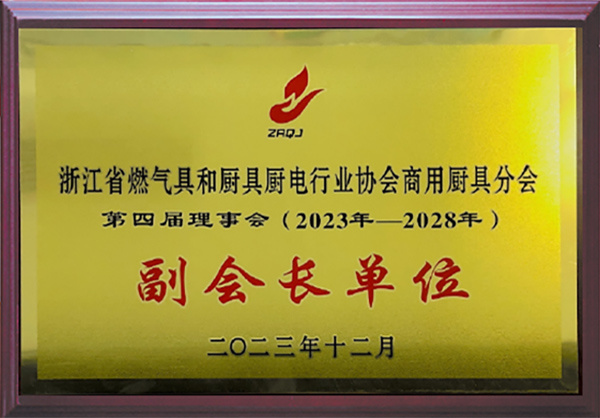 ZRQJ
浙江省燃气具和厨具厨电行业协会商用厨具分会
第四届理事会（2023年—2028年）
副会长单位
二〇二三年十二月